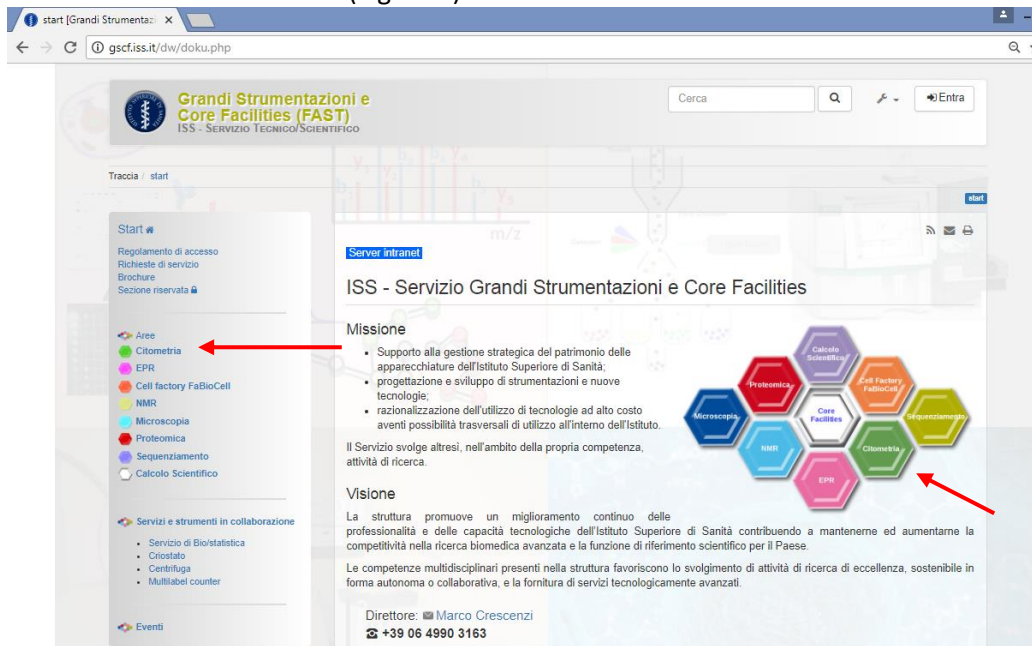 start [Grandi Strumentaz
gscf.iss.it/dw/doku.php
Grandi Strumentazioni e
Core Facilities (FAST)
ISS - Servizio Tecnico/Scientifico
Cerca
Entra
Traccia / start
start
Start
Regolamento di accesso
Richieste di servizio
Brochure
Sezione riservata
Aree
Citometria
EPR
Cell factory FaBioCell
NMR
Microscopia
Proteomica
Sequenziamento
Calcolo Scientifico
Servizi e strumenti in collaborazione
• Servizio di Bio/statistica
• Criostato
• Centrifuga
• Multilabel counter
Eventi
m/z
Server intranet
ISS - Servizio Grandi Strumentazioni e Core Facilities
Missione
• Supporto alla gestione strategica del patrimonio delle
apparecchiature dell'Istituto Superiore di Sanità;
• progettazione e sviluppo di strumentazioni e nuove
tecnologie;
• razionalizzazione dell'utilizzo di tecnologie ad alto costo
aventi possibilità trasversali di utilizzo all'interno dell'Istituto.
Il Servizio svolge altresì, nell'ambito della propria competenza,
attività di ricerca.
Calcolo
Scientifico
Proteomica
Cell Factory
FaBioCell
Microscopia
Core
Facilities
Sequenziamento
NMR
Citometria
EPR
Visione
La struttura promuove un miglioramento continuo delle
professionalità e delle capacità tecnologiche dell'Istituto Superiore di Sanità contribuendo a mantenerne ed aumentarne la
competitività nella ricerca biomedica avanzata e la funzione di riferimento scientifico per il Paese.
Le competenze multidisciplinari presenti nella struttura favoriscono lo svolgimento di attività di ricerca di eccellenza, sostenibile in
forma autonoma o collaborativa, e la fornitura di servizi tecnologicamente avanzati.
Direttore: Marco Crescenzi
+39 06 4990 3163